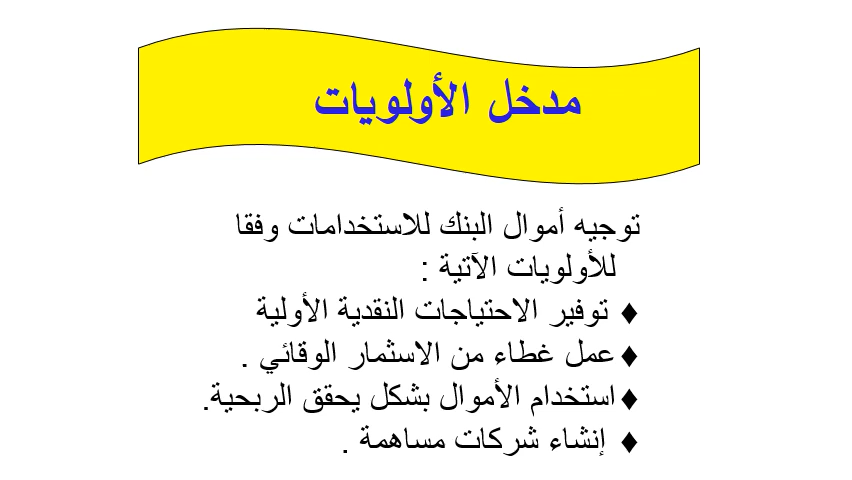 مدخل الأولويات
توجيه أموال البنك للاستخدامات وفقا
للأولويات الآتية :
♦ توفير الاحتياجات النقدية الأولية
♦عمل غطاء من الاسثمار الوقائي .
♦استخدام الأموال بشكل يحقق الربحية.
♦ إنشاء شركات مساهمة .